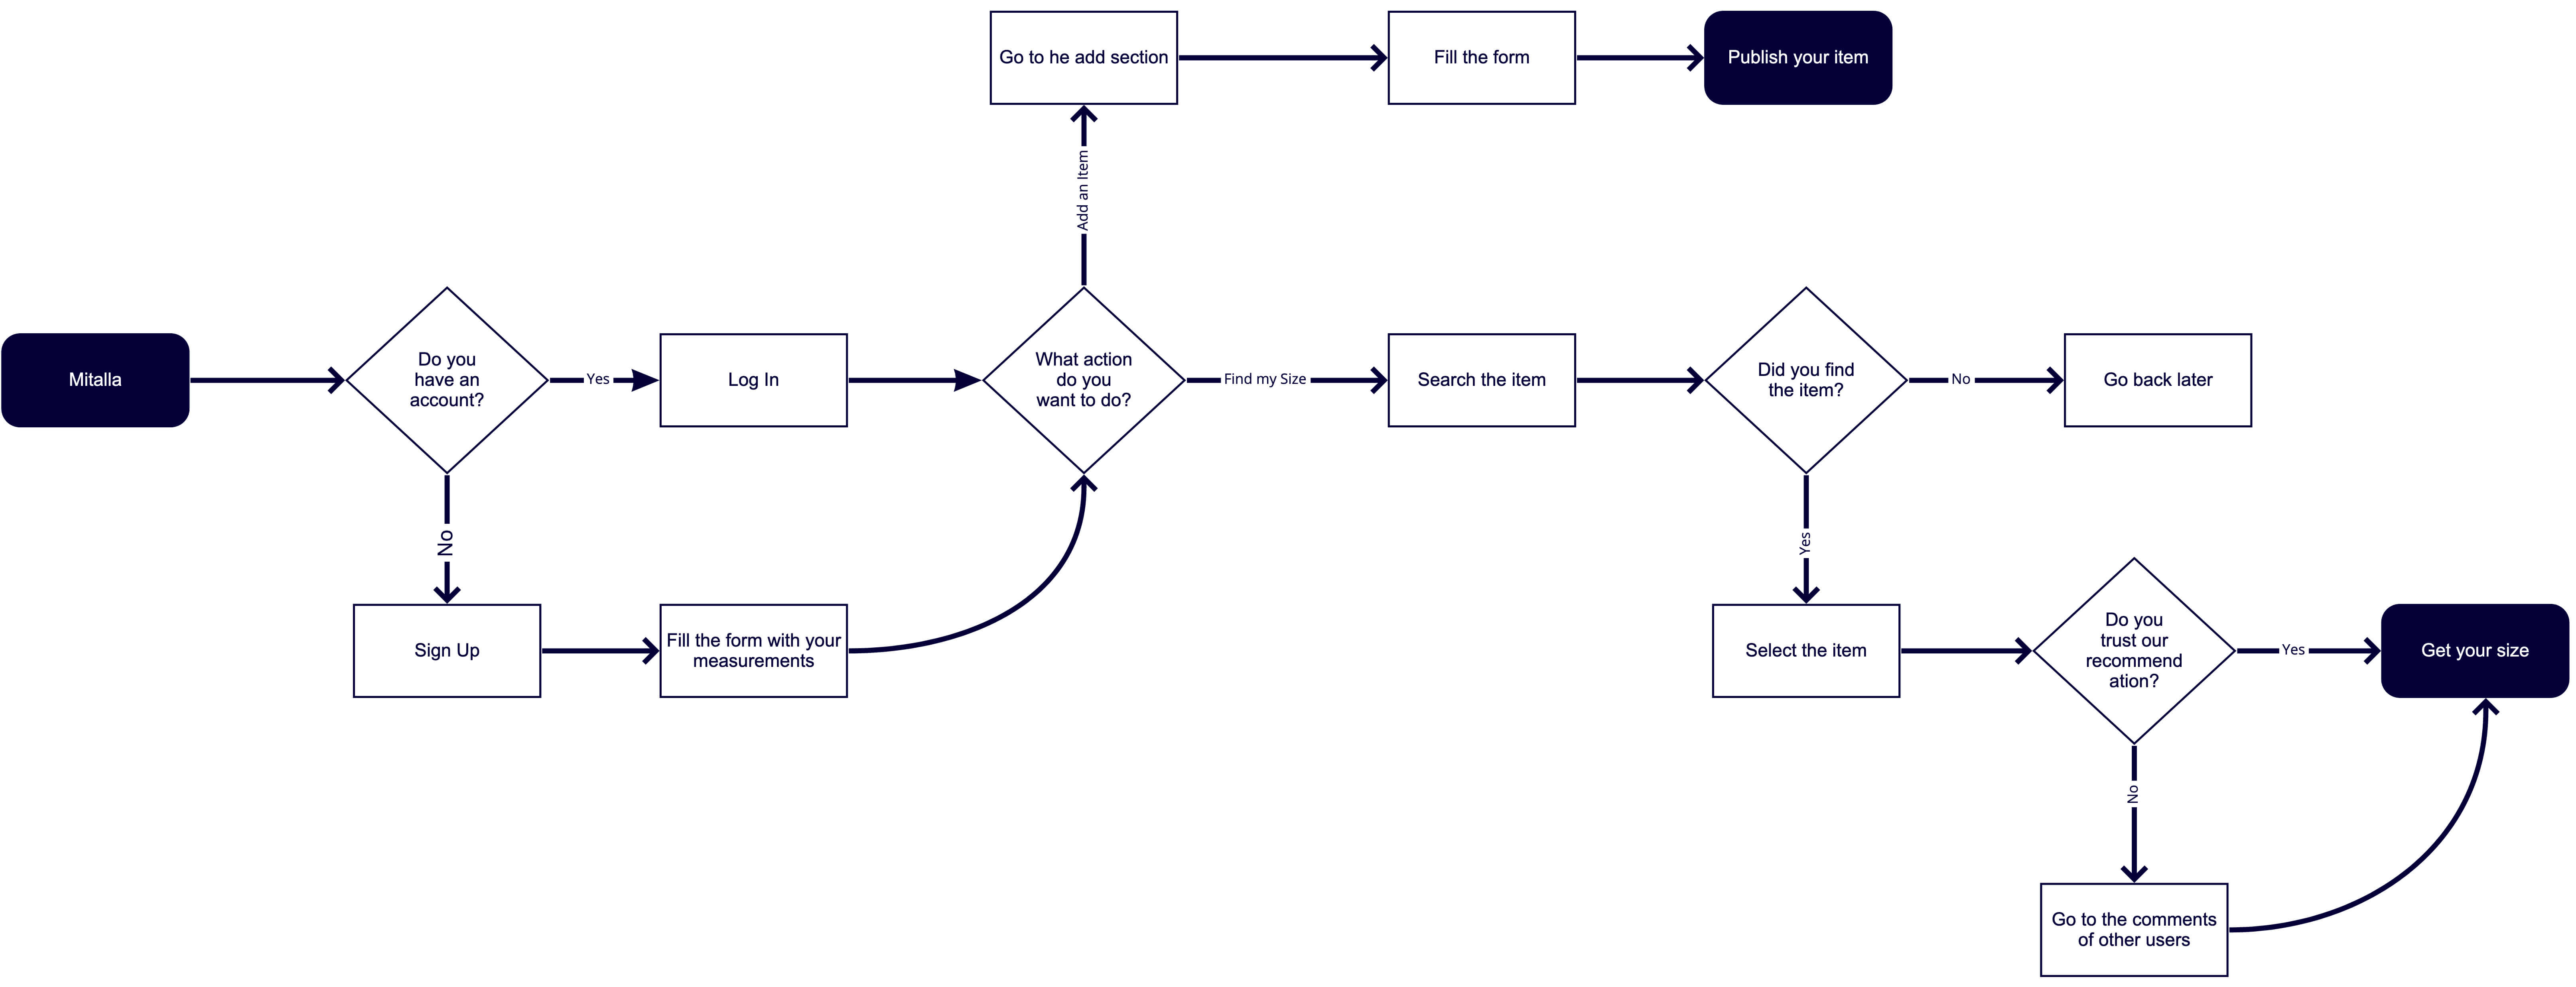 Go to he add section
Fill the form
Publish your item
Add an Item
Mitalla
Do you
have an
account?
Yes
Log In
What action
do you
want to do?
Find my Size
Search the item
Did you find
the item?
No
Go back later
No
Yes
Sign Up
Fill the form with your
measurements
Select the item
Do you
trust our
recommend
ation?
Yes
Get your size
No
Go to the comments
of other users